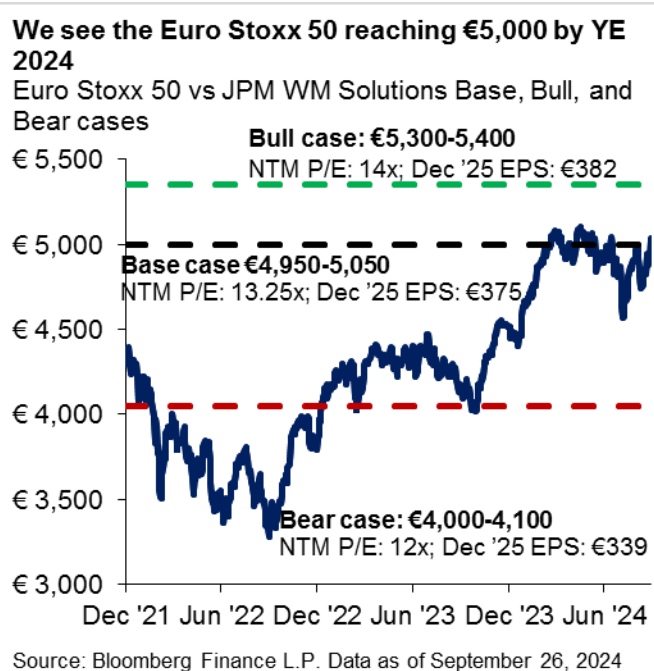 We see the Euro Stoxx 50 reaching €5,000 by YE
2024
Euro Stoxx 50 vs JPM WM Solutions Base, Bull, and
Bear cases
Bull case: €5,300-5,400
NTM P/E: 14x; Dec ’25 EPS: €382
€ 5,500
€ 5,000
Base case €4,950-5,050
NTM P/E: 13.25x; Dec ’25 EPS: €375
€ 4,500
€ 4,000
€ 3,500
Bear case: €4,000-4,100
NTM P/E: 12x; Dec ’25 EPS: €339
€ 3,000
Dec '21 Jun '22 Dec '22 Jun '23 Dec '23 Jun '24
Source: Bloomberg Finance L.P. Data as of September 26, 2024